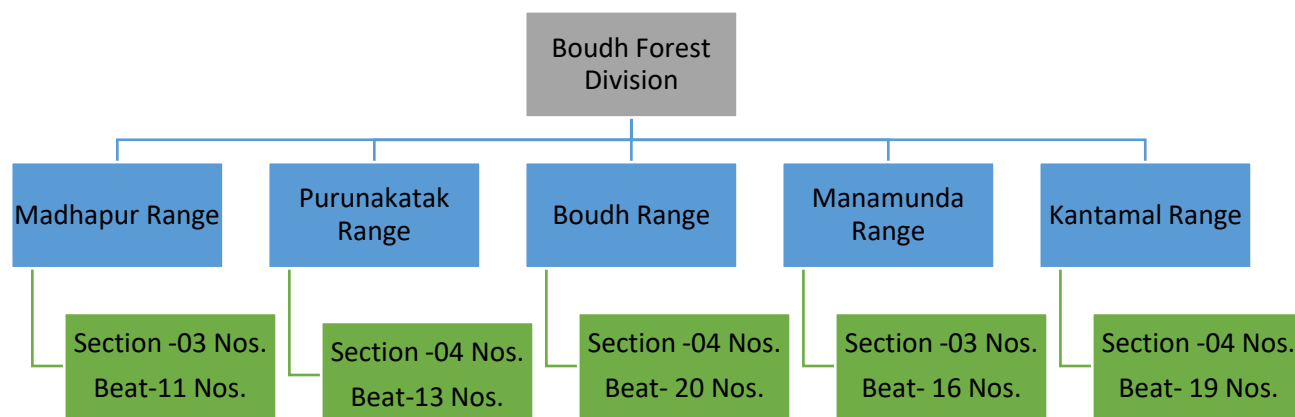 Boudh Forest
Division
Madhapur Range
Purunakatak
Range
Boudh Range
Manamunda
Range
Kantamal Range
Section -03 Nos.
Beat-11 Nos.
Section -04 Nos.
Beat-13 Nos.
Section -04 Nos.
Beat- 20 Nos.
Section -03 Nos.
Beat- 16 Nos.
Section -04 Nos.
Beat- 19 Nos.